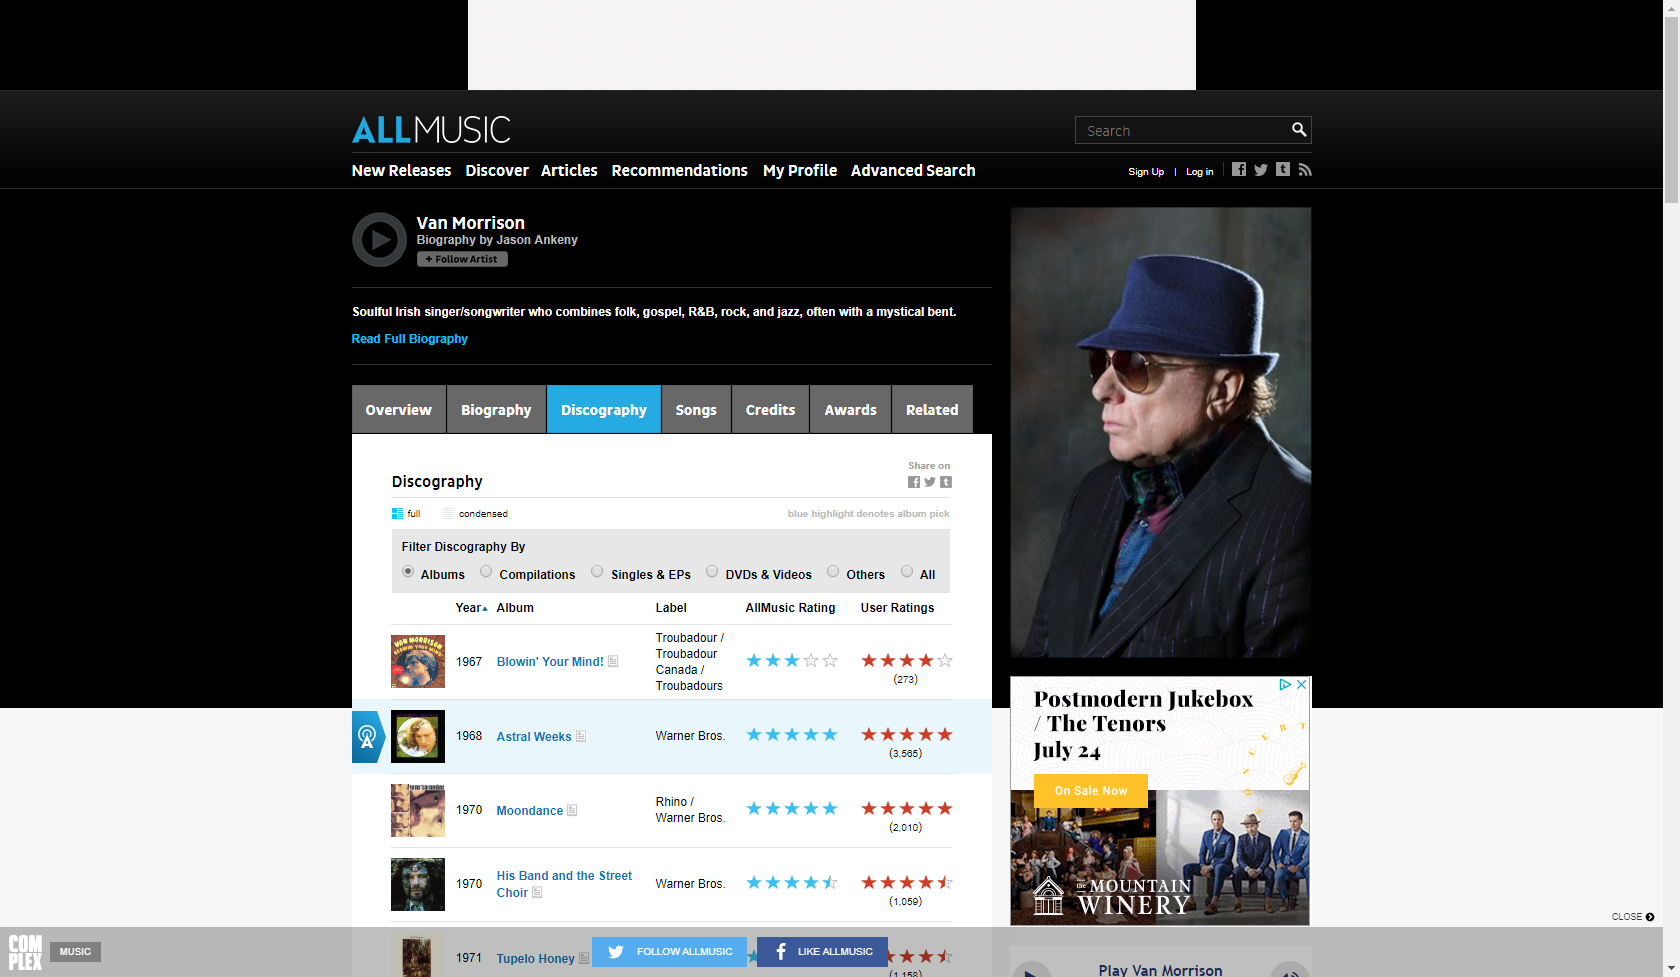 ALLMUSIC
Search
New Releases Discover Articles Recommendations My Profile Advanced Search
Sign Up | Log in
Van Morrison
Biography by Jason Ankeny
+ Follow Artist
Soulful Irish singer/songwriter who combines folk, gospel, R&B, rock, and jazz, often with a mystical bent.
Read Full Biography
Overview Biography Discography Songs Credits Awards Related
Share on
Discography
full condensed blue highlight denotes album pick
Filter Discography By
Albums Compilations Singles & EPs DVDs & Videos Others All
Year Album Label AllMusic Rating User Ratings
VAN MORRISON
BLOWIN' YOUR MIND!
1967 Blowin' Your Mind!
Troubadour /
Troubadour
Canada /
Troubadours
(273)
1968 Astral Weeks Warner Bros.
(3,565)
1970 Moondance
Rhino /
Warner Bros.
(2,010)
1970 His Band and the Street
Choir
Warner Bros.
(1,059)
1971 Tupelo Honey
(1,158)
Postmodern Jukebox
/ The Tenors
July 24
On Sale Now
the MOUNTAIN
WINERY
CLOSE
COMPLEX
MUSIC
FOLLOW ALLMUSIC
LIKE ALLMUSIC
Play Van Morrison